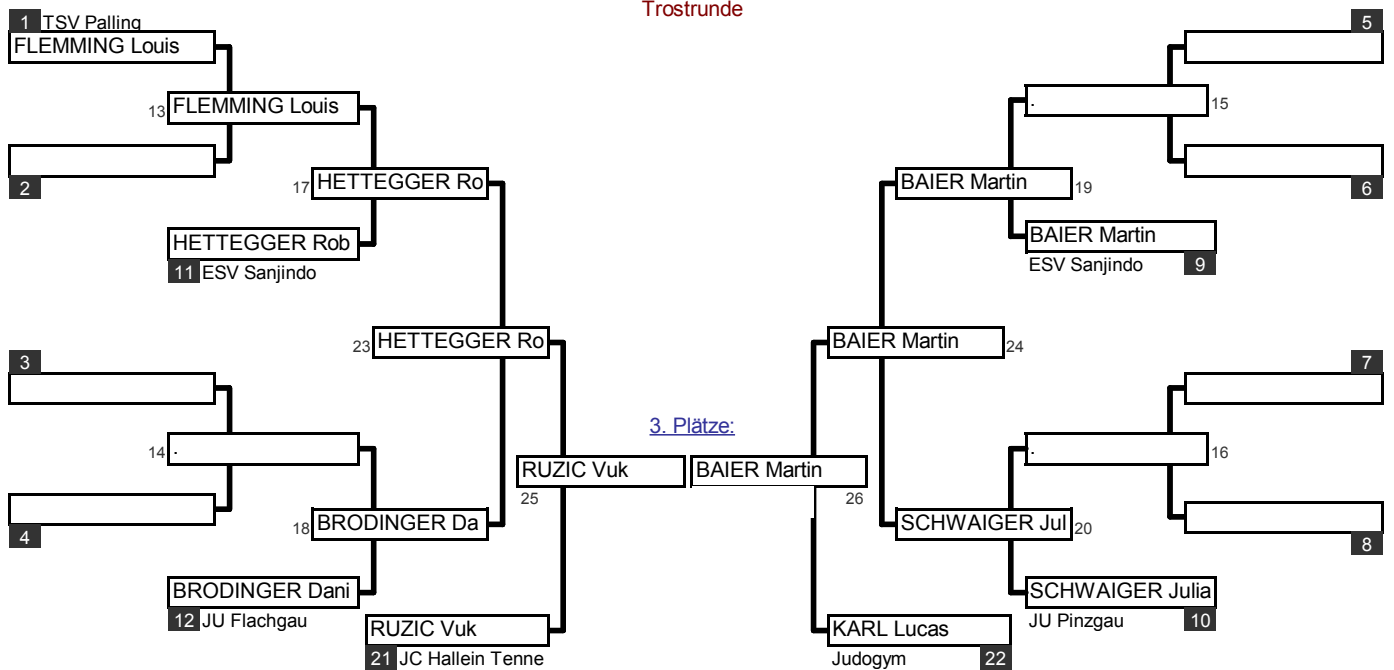 Trostrunde
1 TSV Palling
FLEMMING Louis
13 FLEMMING Louis
2
17 HETTEGGER Ro
HETTEGGER Rob
11 ESV Sanjindo
23 HETTEGGER Ro
3
14 .
4
18 BRODINGER Da
BRODINGER Dani
12 JU Flachgau
RUZIC Vuk
21 JC Hallein Tenne
3. Plätze:
RUZIC Vuk
25
BAIER Martin
26
5
. 15
6
BAIER Martin 19
BAIER Martin
ESV Sanjindo 9
BAIER Martin 24
7
. 16
8
SCHWAIGER Jul 20
SCHWAIGER Julia
JU Pinzgau 10
KARL Lucas
Judogym 22